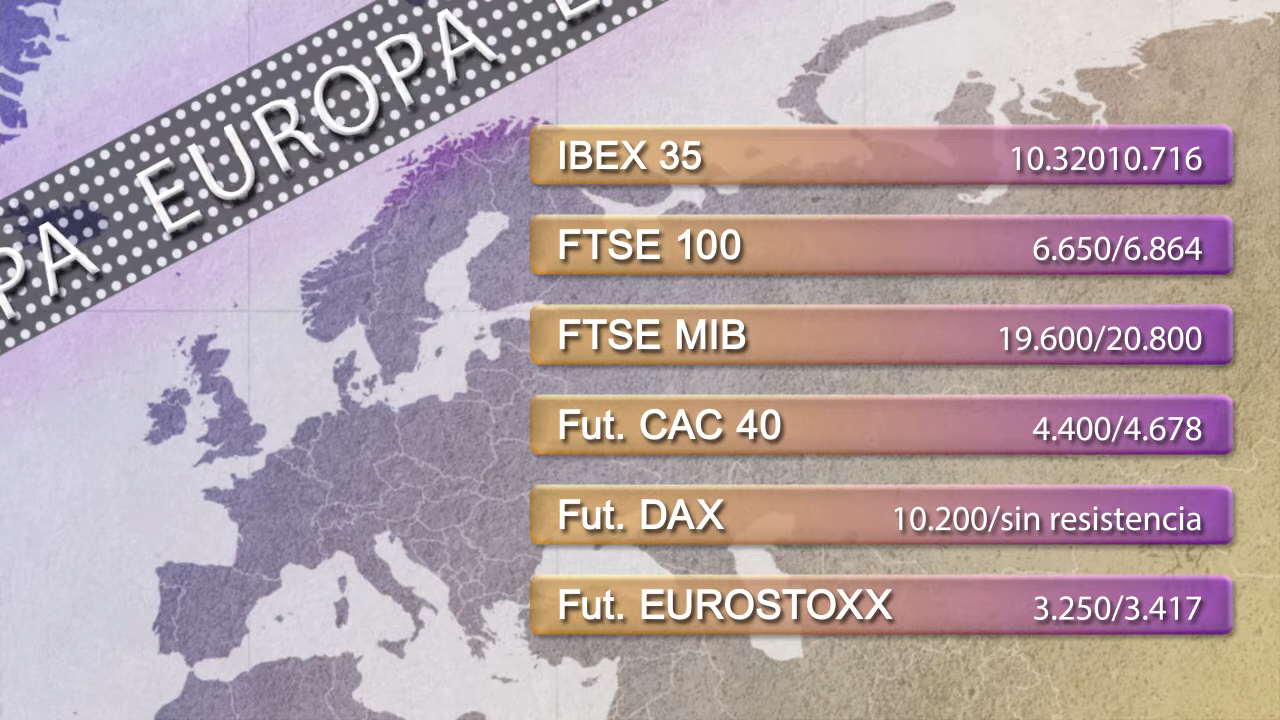 PA EUROPA E
IBEX 35 10.32010.716
FTSE 100 6.650/6.864
FTSE MIB 19.600/20.800
Fut. CAC 40 4.400/4.678
Fut. DAX 10.200/sin resistencia
Fut. EUROSTOXX 3.250/3.417